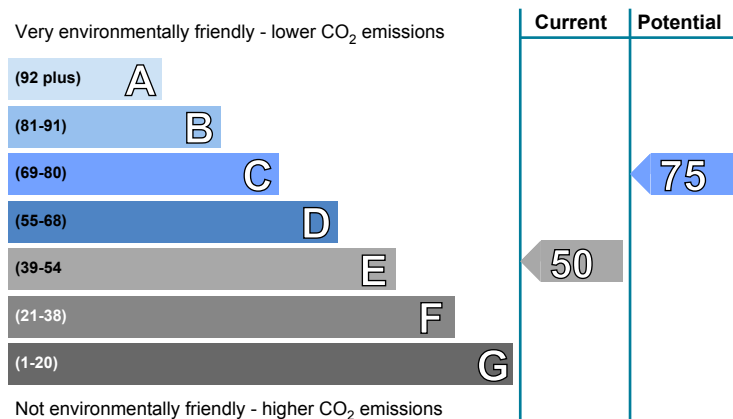 Current Potential
Very environmentally friendly - lower CO2 emissions
(92 plus) A
(81-91) B
(69-80) C 75
(55-68) D
(39-54 E 50
(21-38) F
(1-20) G
Not environmentally friendly - higher CO2 emissions